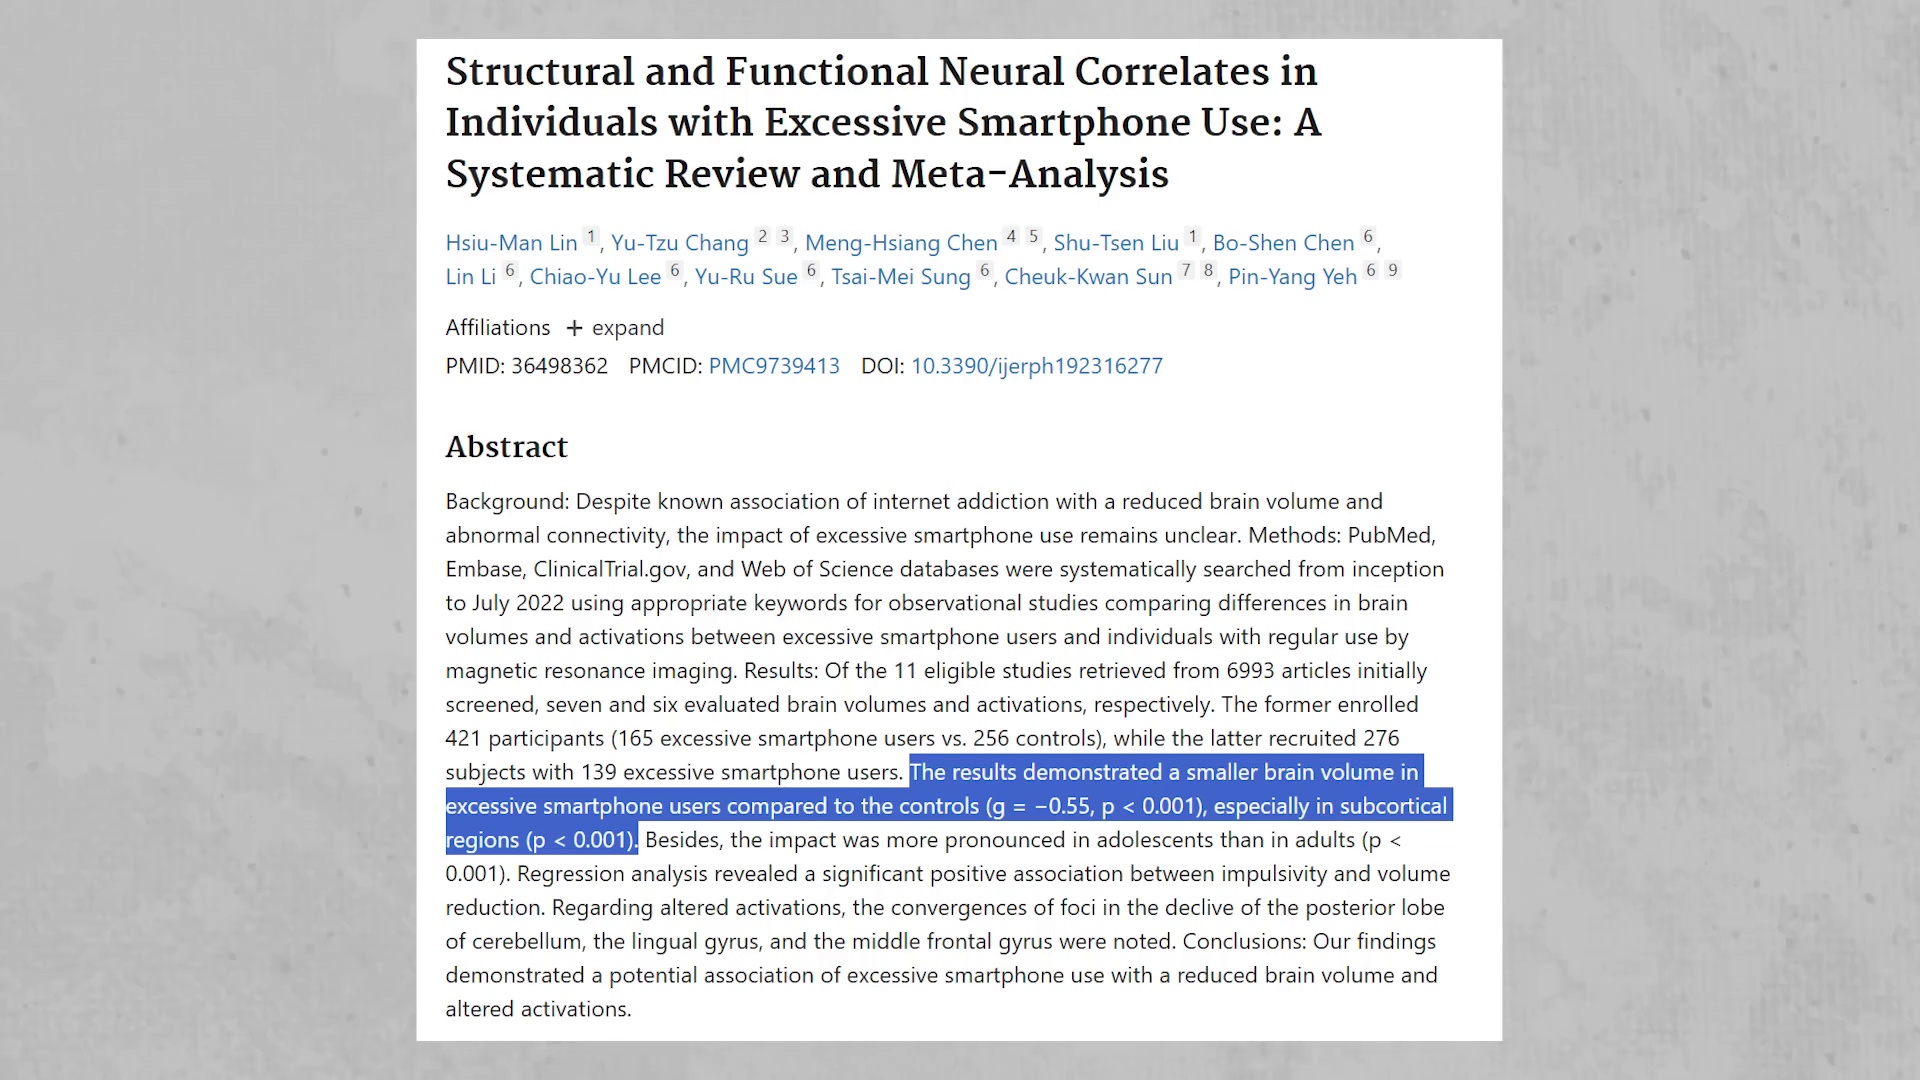 Structural and Functional Neural Correlates in
Individuals with Excessive Smartphone Use: A
Systematic Review and Meta-Analysis
Hsiu-Man Lin 1, Yu-Tzu Chang 2 3, Meng-Hsiang Chen 4 5, Shu-Tsen Liu 1, Bo-Shen Chen 6,
Lin Li 6, Chiao-Yu Lee 6, Yu-Ru Sue 6, Tsai-Mei Sung 6, Cheuk-Kwan Sun 7 8, Pin-Yang Yeh 6 9
Affiliations + expand
PMID: 36498362 PMCID: PMC9739413 DOI: 10.3390/ijerph192316277
Abstract
Background: Despite known association of internet addiction with a reduced brain volume and
abnormal connectivity, the impact of excessive smartphone use remains unclear. Methods: PubMed,
Embase, ClinicalTrial.gov, and Web of Science databases were systematically searched from inception
to July 2022 using appropriate keywords for observational studies comparing differences in brain
volumes and activations between excessive smartphone users and individuals with regular use by
magnetic resonance imaging. Results: Of the 11 eligible studies retrieved from 6993 articles initially
screened, seven and six evaluated brain volumes and activations, respectively. The former enrolled
421 participants (165 excessive smartphone users vs. 256 controls), while the latter recruited 276
subjects with 139 excessive smartphone users. The results demonstrated a smaller brain volume in
excessive smartphone users compared to the controls (g = −0.55, p < 0.001), especially in subcortical
regions (p < 0.001). Besides, the impact was more pronounced in adolescents than in adults (p <
0.001). Regression analysis revealed a significant positive association between impulsivity and volume
reduction. Regarding altered activations, the convergences of foci in the declive of the posterior lobe
of cerebellum, the lingual gyrus, and the middle frontal gyrus were noted. Conclusions: Our findings
demonstrated a potential association of excessive smartphone use with a reduced brain volume and
altered activations.